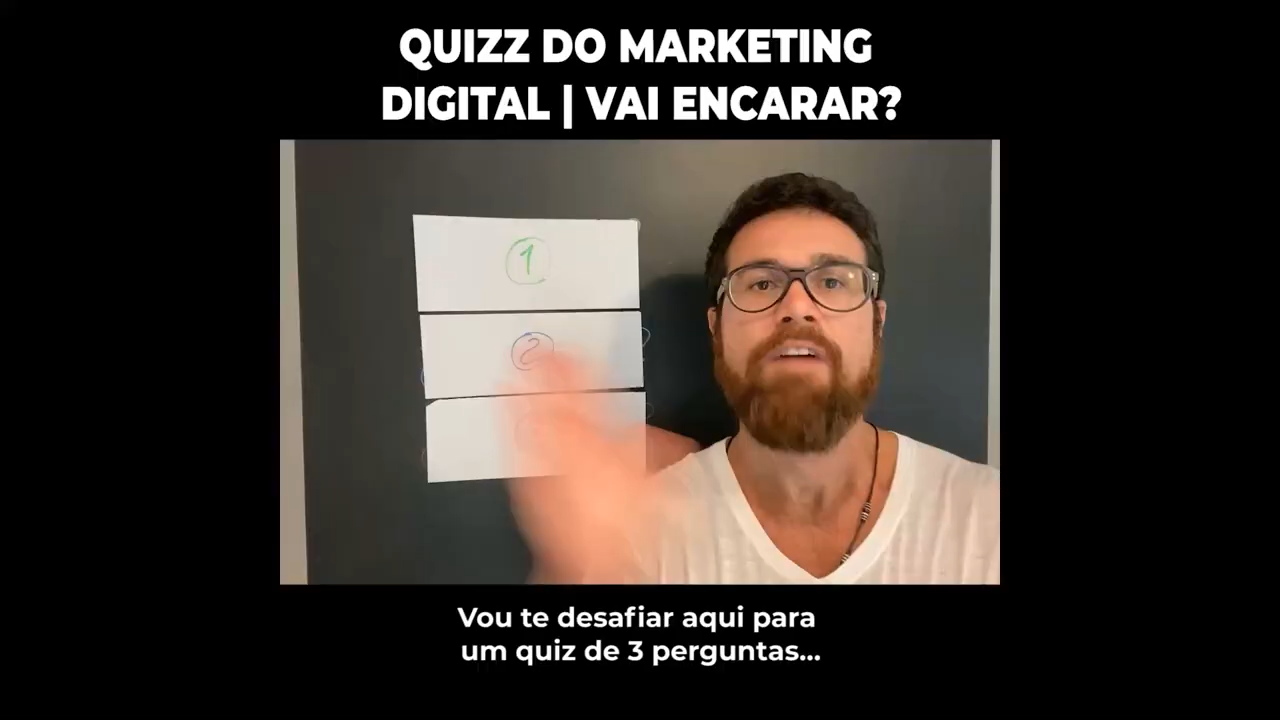 QUIZZ DO MARKETING
DIGITAL | VAI ENCARAR?
1
2
Vou te desafiar aqui para
um quiz de 3 perguntas...